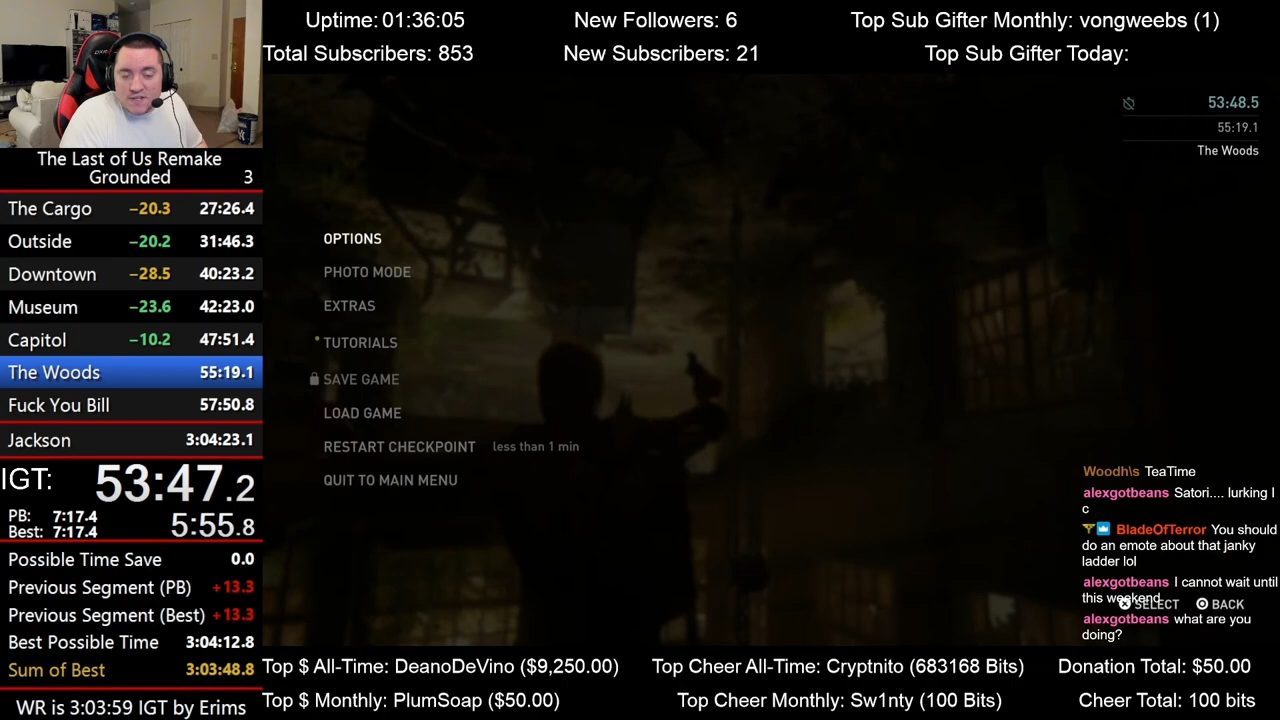 Uptime: 01:36:05
New Followers: 6
Top Sub Gifter Monthly: vongweebs (1)
Total Subscribers: 853
New Subscribers: 21
Top Sub Gifter Today:
The Last of Us Remake
Grounded 3
The Cargo -20.3 27:26.4
Outside -20.2 31:46.3
Downtown -28.5 40:23.2
Museum -23.6 42:23.0
Capitol -10.2 47:51.4
The Woods 55:19.1
Fuck You Bill 57:50.8
Jackson 3:04:23.1
IGT: 53:47.2
PB: 7:17.4
Best: 7:17.4
5:55.8
Possible Time Save 0.0
Previous Segment (PB) +13.3
Previous Segment (Best) +13.3
Best Possible Time 3:04:12.8
Sum of Best 3:03:48.8
WR is 3:03:59 IGT by Erims
53:48.5
55:19.1
The Woods
OPTIONS
PHOTO MODE
EXTRAS
TUTORIALS
SAVE GAME
LOAD GAME
RESTART CHECKPOINT less than 1 min
QUIT TO MAIN MENU
Woodh\s TeaTime
alexgotbeans Satori.... lurking I
c
BladeOfTerror You should
do an emote about that janky
ladder lol
alexgotbeans I cannot wait until
this weekend
SELECT BACK
alexgotbeans what are you
doing?
Top $ All-Time: DeanoDeVino ($9,250.00)
Top Cheer All-Time: Cryptnito (683168 Bits)
Donation Total: $50.00
Top $ Monthly: PlumSoap ($50.00)
Top Cheer Monthly: Sw1nty (100 Bits)
Cheer Total: 100 bits